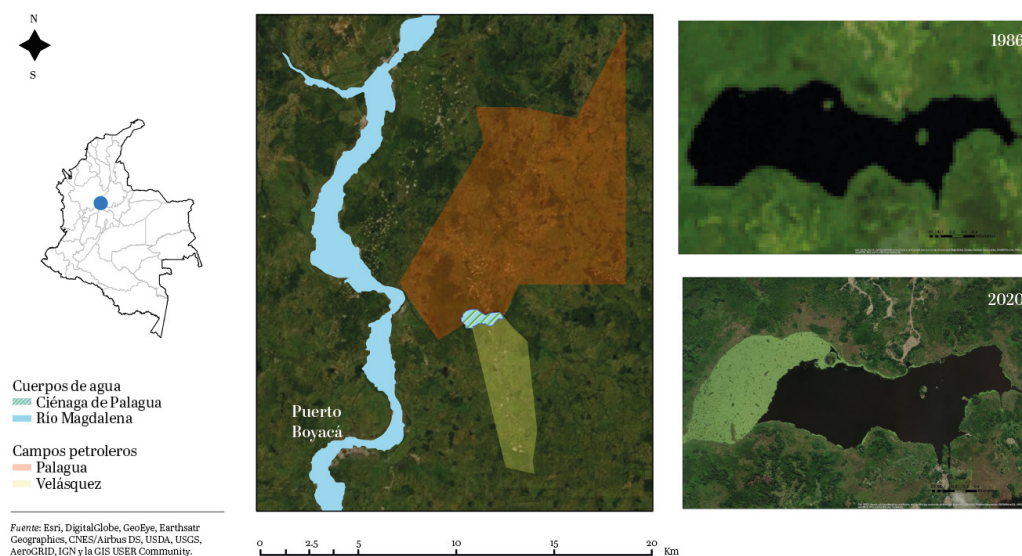 N
S
Cuerpos de agua
Ciénaga de Palagua
Río Magdalena
Campos petroleros
Palagua
Velásquez
Fuente: Esri, DigitalGlobe, GeoEye, Earthsatr
Geographics, CNES/Airbus DS, USDA, USGS,
AeroGRID, IGN y la GIS USER Community.
Puerto
Boyacá
0 1 2 3.5 5 10 15 20 Km
1986
2020